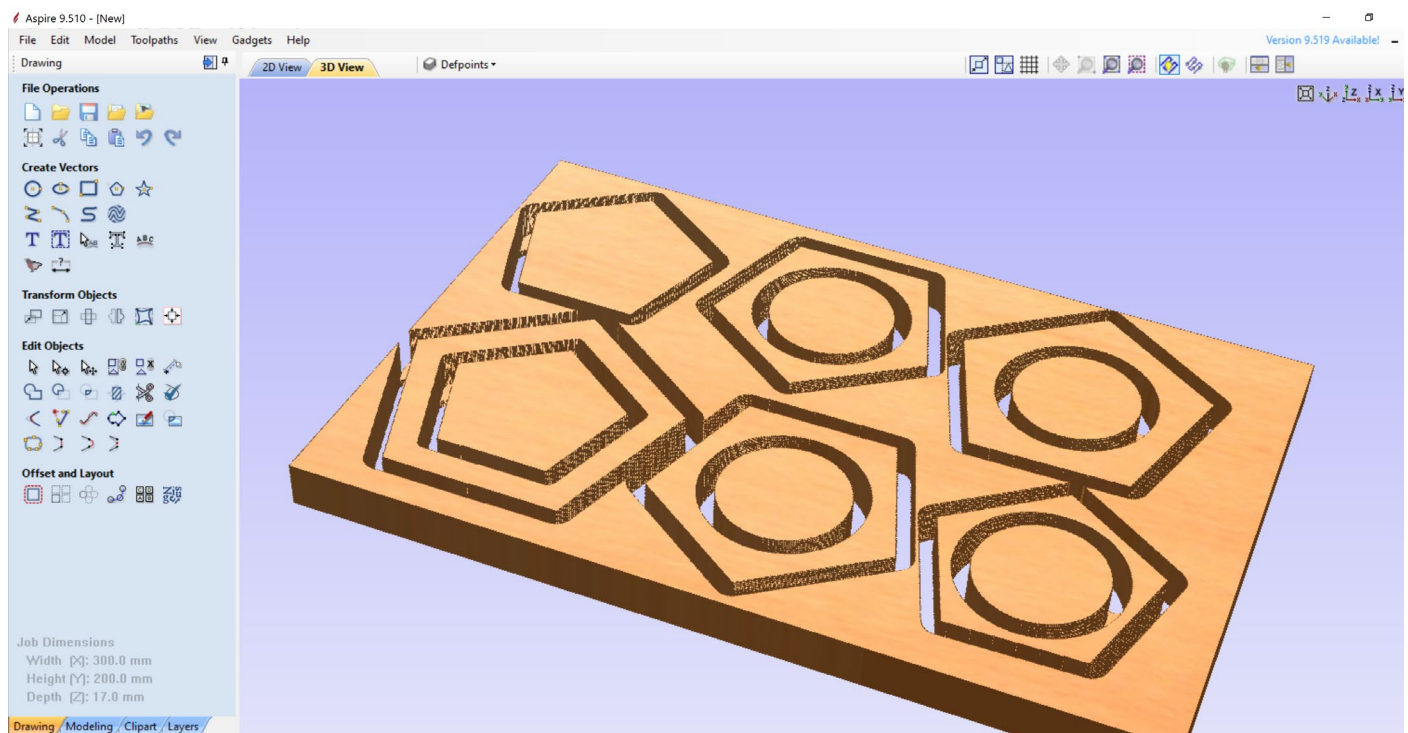 Aspire 9.510 - [New]
File Edit Model Toolpaths View Gadgets Help
Version 9.519 Available!
Drawing
2D View 3D View
Defpoints
File Operations
Create Vectors
Transform Objects
Edit Objects
Offset and Layout
Job Dimensions
Width [X]: 300.0 mm
Height [Y]: 200.0 mm
Depth [Z]: 17.0 mm
Drawing Modeling Clipart Layers